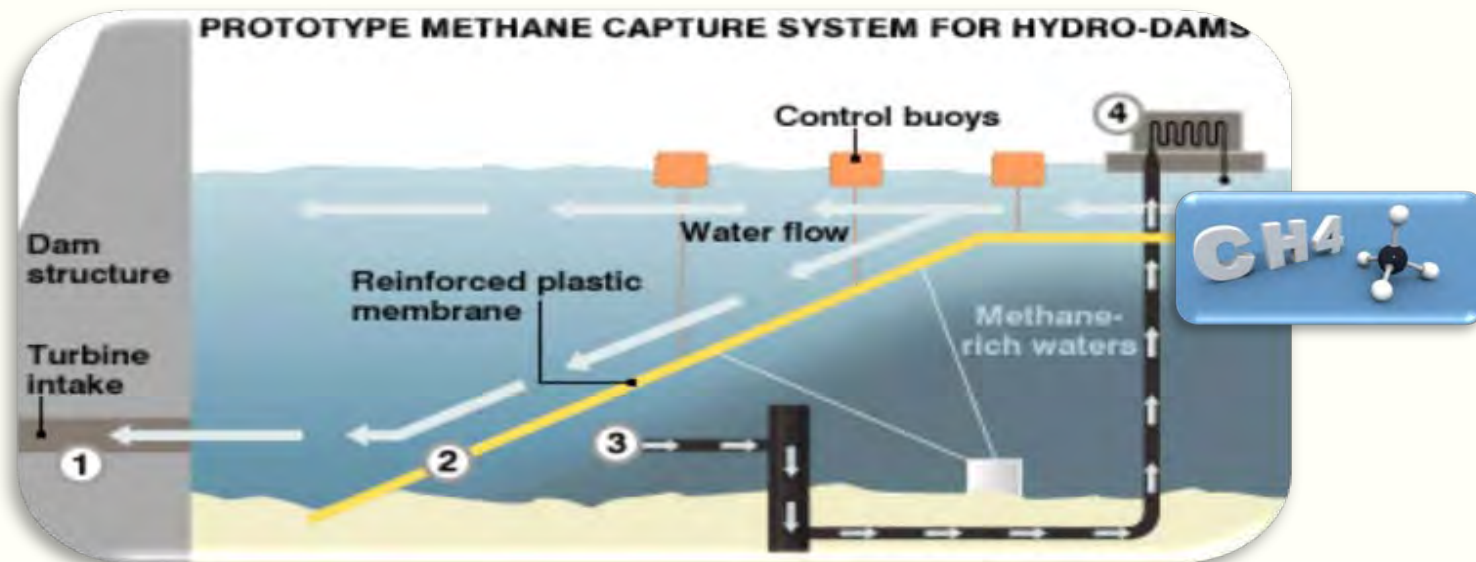 PROTOTYPE METHANE CAPTURE SYSTEM FOR HYDRO-DAMS
4
Control buoys
Water flow
CH4
Dam
structure
Reinforced plastic
membrane
Methane-
rich waters
Turbine
intake
3
1
2